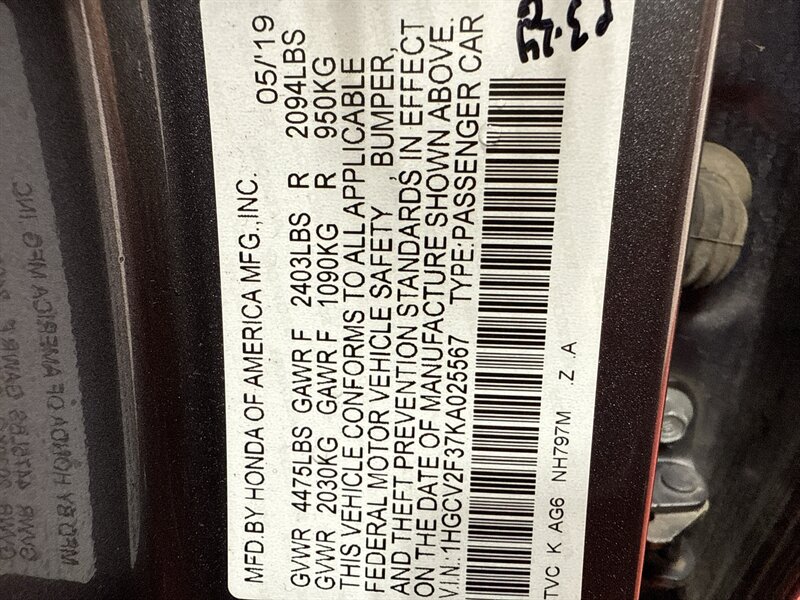 MFD.BY HONDA OF AMERICA MFG.,INC. 05/'19
GVWR 4475LBS GAWR F 2403LBS R 2094LBS
GVWR 2030KG GAWR F 1090KG R 950KG
THIS VEHICLE CONFORMS TO ALL APPLICABLE
FEDERAL MOTOR VEHICLE SAFETY , BUMPER,
AND THEFT PREVENTION STANDARDS IN EFFECT
ON THE DATE OF MANUFACTURE SHOWN ABOVE.
V.I.N.:1HGCV2F37KA025567 TYPE:PASSENGER CAR
TVC K AG6 NH797M .Z .A